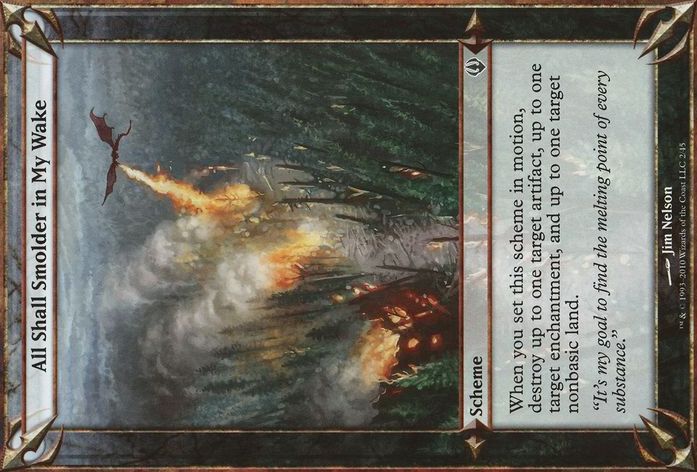 All Shall Smolder in My Wake
Scheme
When you set this scheme in motion,
destroy up to one target artifact, up to one
target enchantment, and up to one target
nonbasic land.
“It’s my goal to find the melting point of every
substance.”
Jim Nelson
™ & © 1993–2010 Wizards of the Coast LLC 2/45